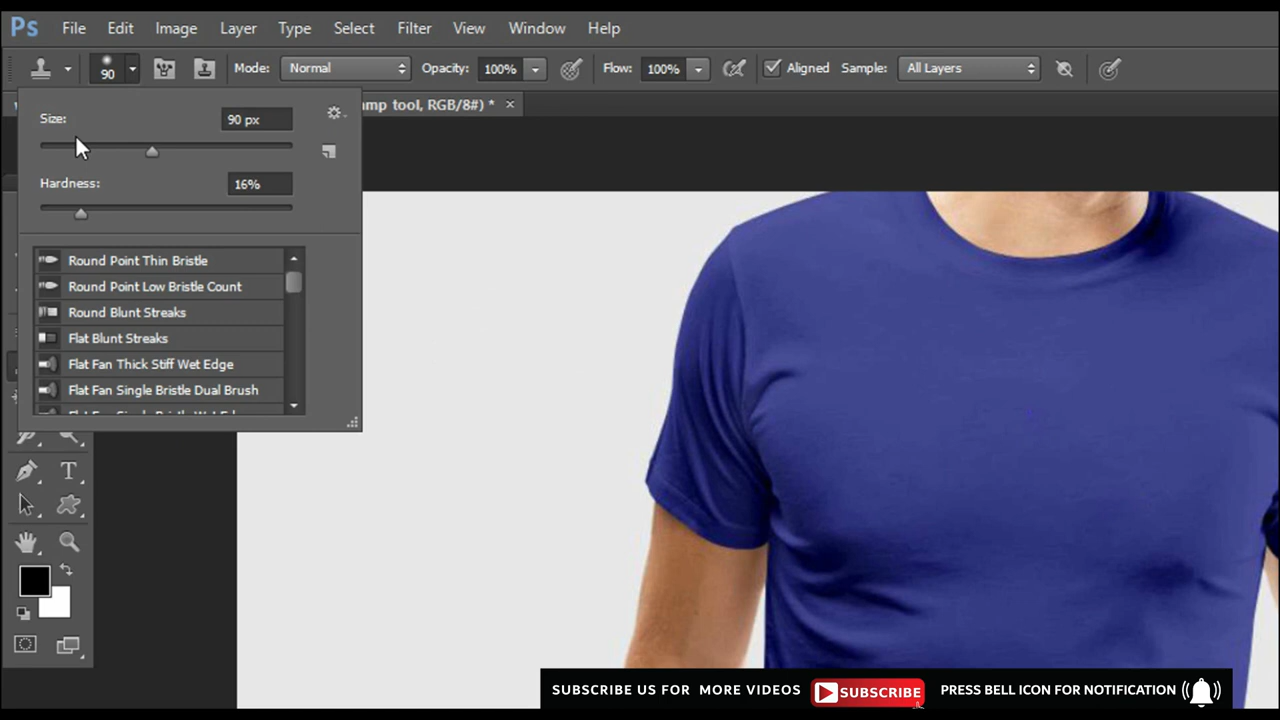 Ps File Edit Image Layer Type Select Filter View Window Help
90 Mode: Normal Opacity: 100% Flow: 100% Aligned Sample: All Layers
amp tool, RGB/8#) * ×
Size: 90 px
Hardness: 16%
Round Point Thin Bristle
Round Point Low Bristle Count
Round Blunt Streaks
Flat Blunt Streaks
Flat Fan Thick Stiff Wet Edge
Flat Fan Single Bristle Dual Brush
T
SUBSCRIBE US FOR MORE VIDEOS SUBSCRIBE PRESS BELL ICON FOR NOTIFICATION